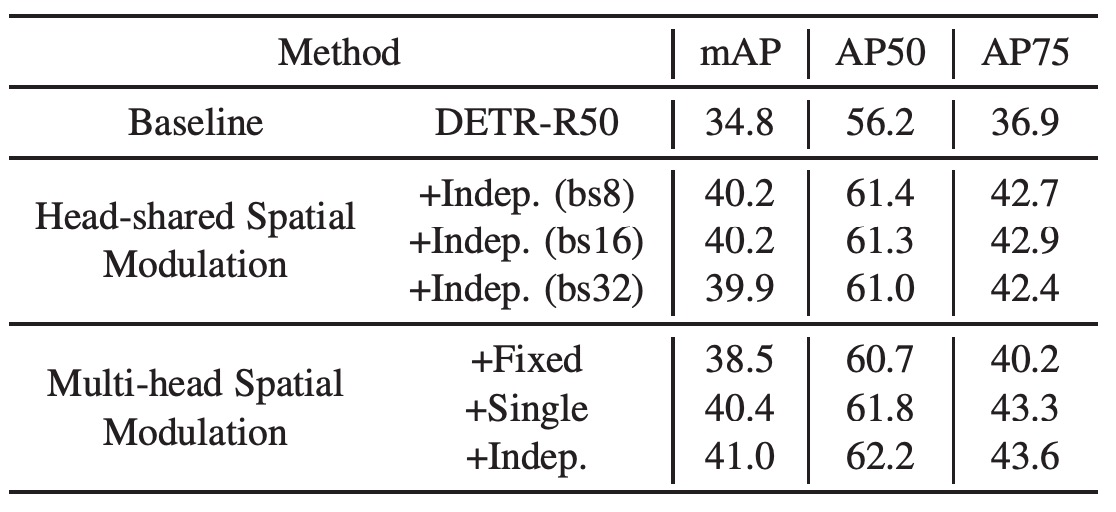 Method mAP AP50 AP75
Baseline DETR-R50 34.8 56.2 36.9
Head-shared Spatial Modulation
+Indep. (bs8) 40.2 61.4 42.7
+Indep. (bs16) 40.2 61.3 42.9
+Indep. (bs32) 39.9 61.0 42.4
Multi-head Spatial Modulation
+Fixed 38.5 60.7 40.2
+Single 40.4 61.8 43.3
+Indep. 41.0 62.2 43.6